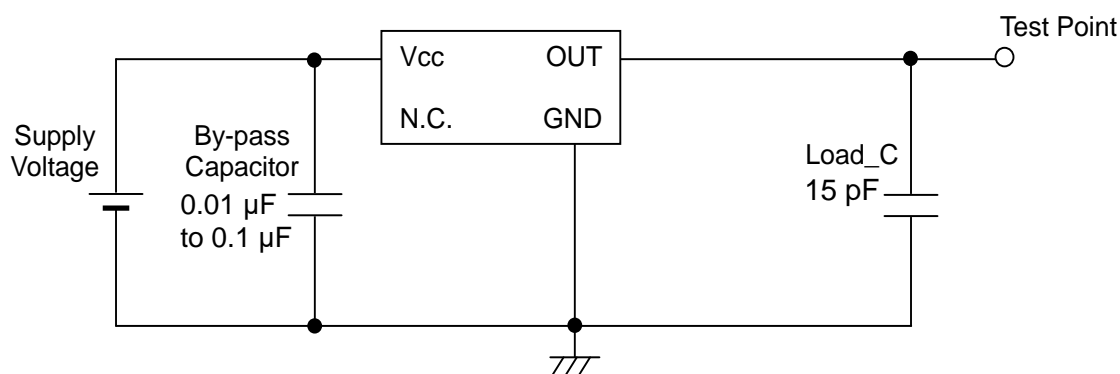 Test Point
Vcc
OUT
N.C.
GND
Supply
Voltage
By-pass
Capacitor
0.01 µF
to 0.1 µF
Load_C
15 pF